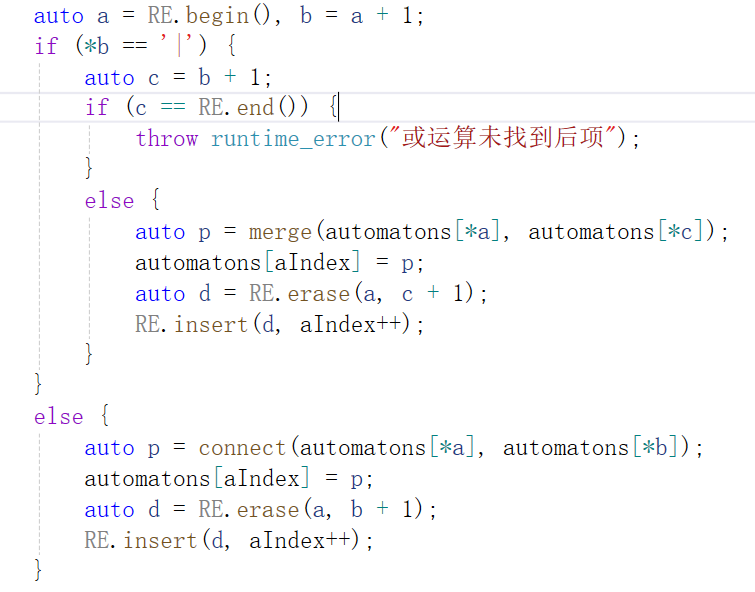 auto a = RE.begin(), b = a + 1;
if (*b == '|') {
    auto c = b + 1;
    if (c == RE.end()) {
        throw runtime_error("或运算未找到后项");
    }
    else {
        auto p = merge(automatons[*a], automatons[*c]);
        automatons[aIndex] = p;
        auto d = RE.erase(a, c + 1);
        RE.insert(d, aIndex++);
    }
}
else {
    auto p = connect(automatons[*a], automatons[*b]);
    automatons[aIndex] = p;
    auto d = RE.erase(a, b + 1);
    RE.insert(d, aIndex++);
}